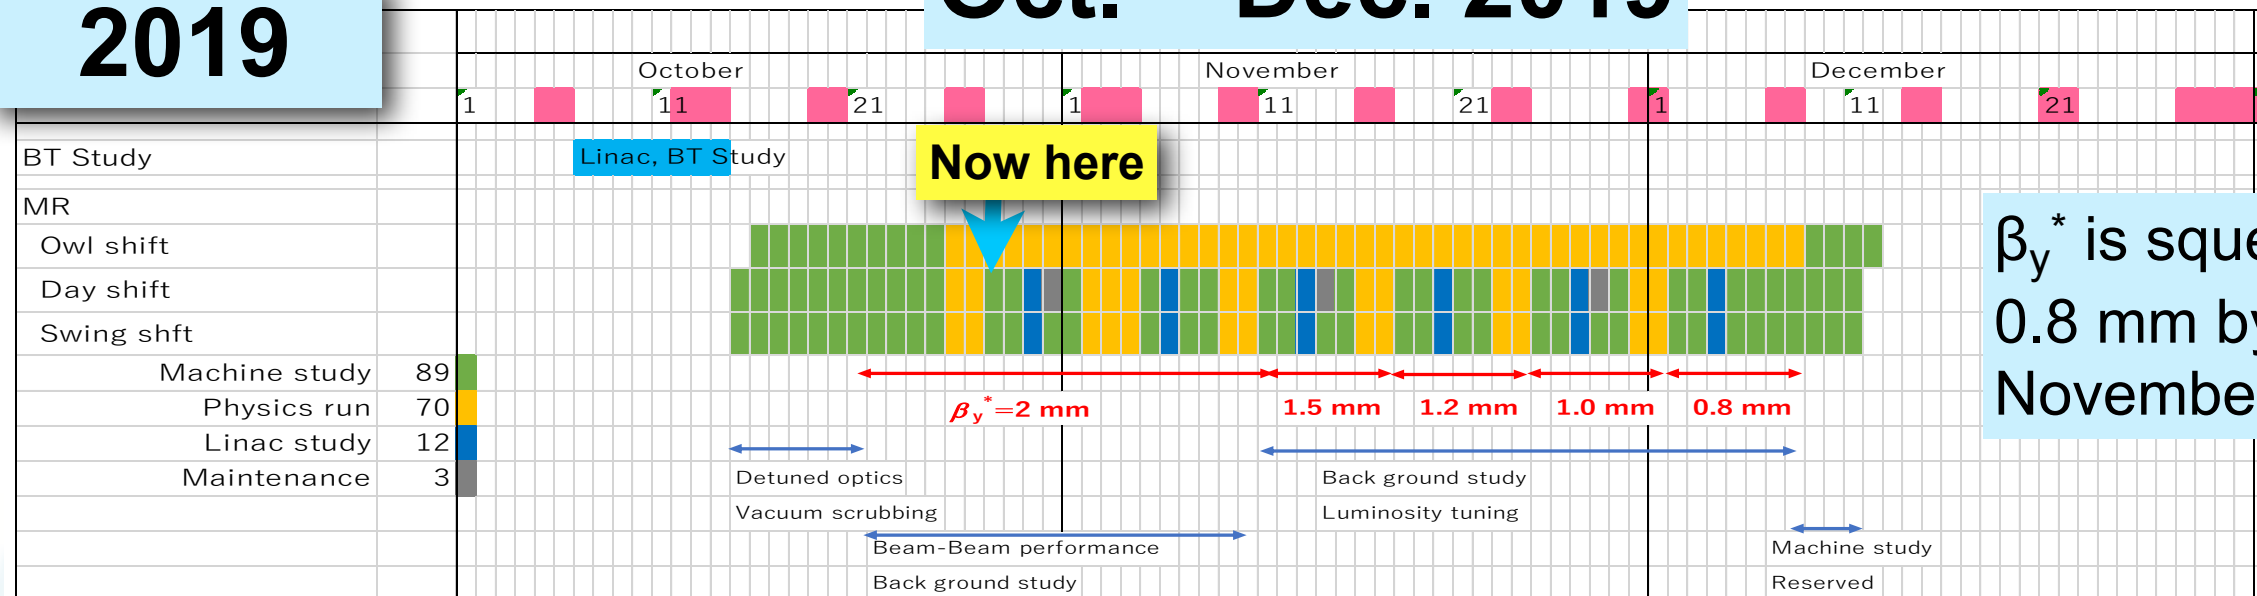 2019
Oct. Dec. 2019
October November December
1 11 21 1 11 21 1 11 21
BT Study Linac, BT Study
Now here
MR
Owl shift
Day shift
Swing shft
βy* is sque
0.8 mm by
Novembe
Machine study 89
Physics run 70
βy*=2 mm 1.5 mm 1.2 mm 1.0 mm 0.8 mm
Linac study 12
Maintenance 3
Detuned optics Back ground study
Vacuum scrubbing Luminosity tuning
Beam-Beam performance Machine study
Back ground study Reserved